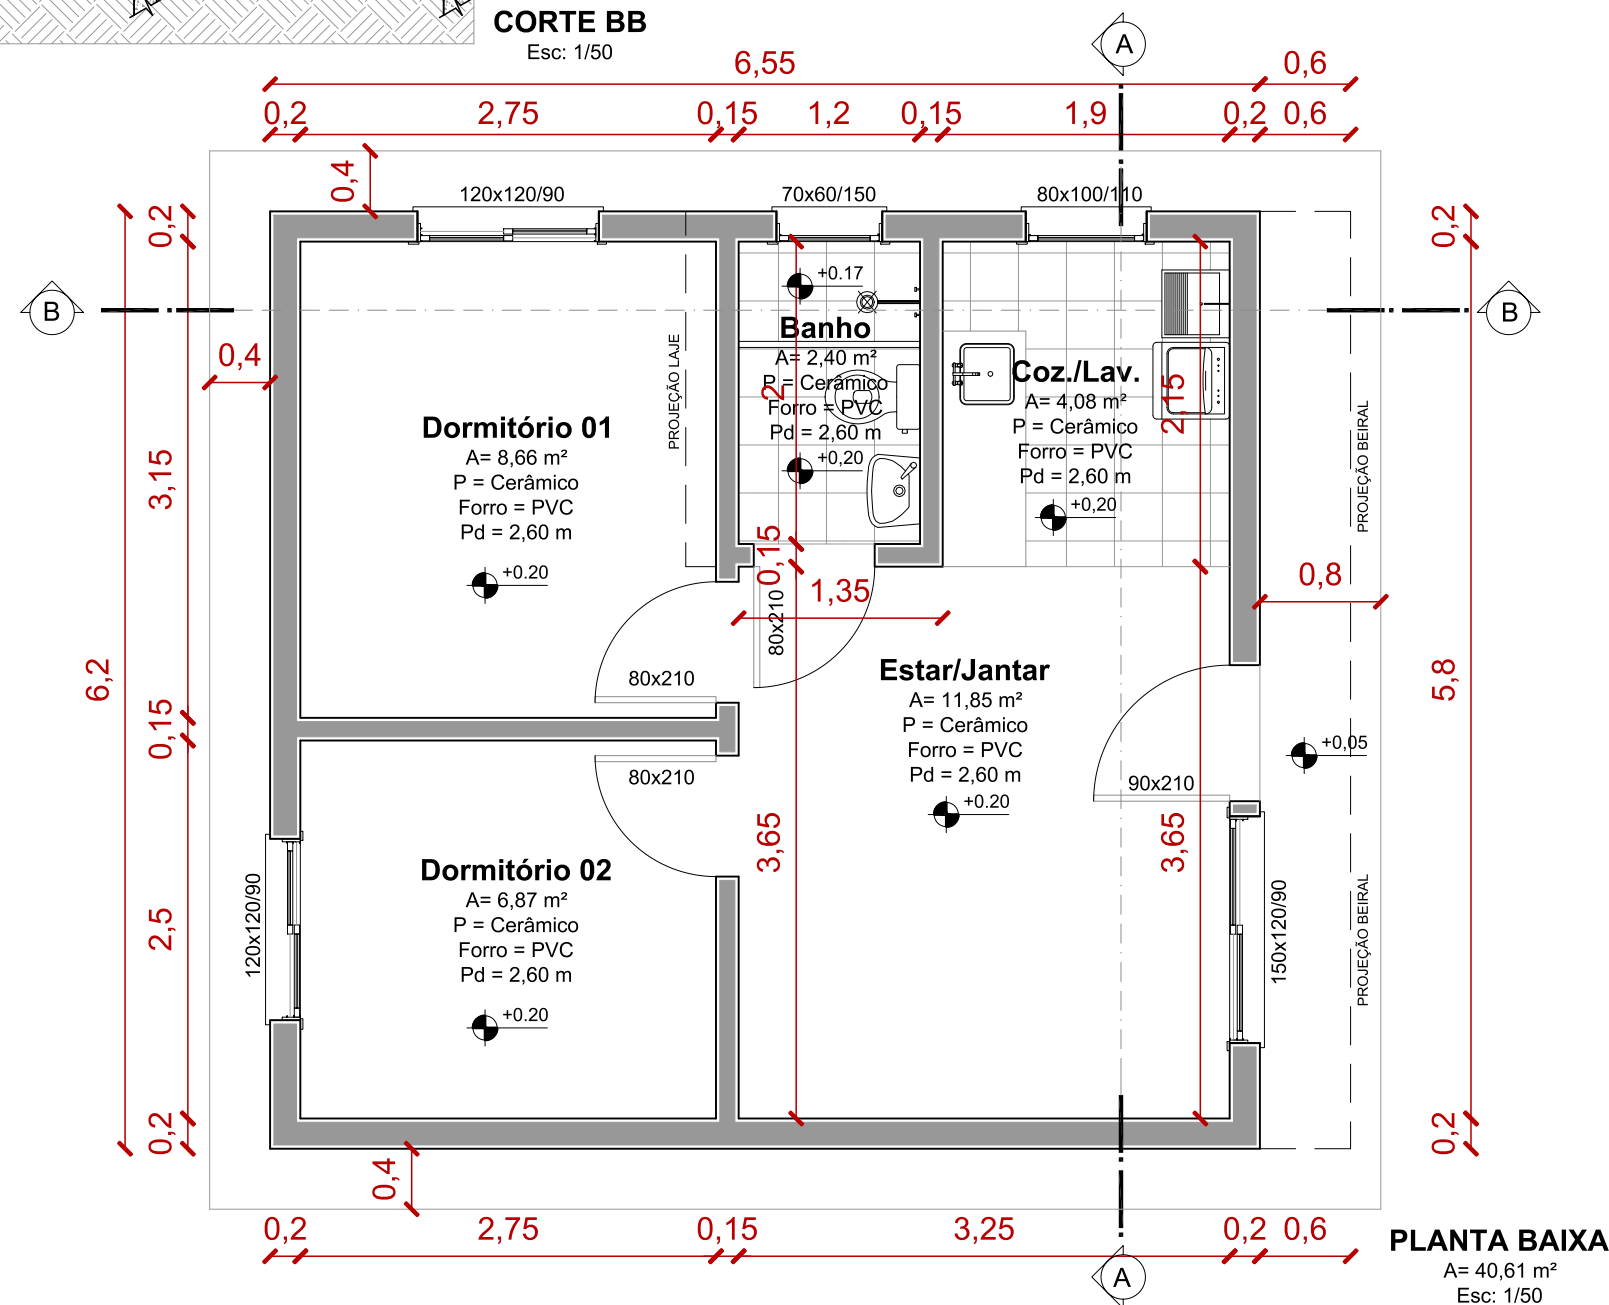 CORTE BB
Esc: 1/50
A
6,55
0,6
0,2
2,75
0,15
1,2
0,15
1,9
0,2
0,6
0,4
120x120/90
70x60/150
80x100/110
0,2
0,2
B
B
0,4
+0.17
Banho
A= 2,40 m²
P = Cerâmico
Forro = PVC
Pd = 2,60 m
+0,20
2
PROJEÇÃO LAJE
Coz./Lav.
A= 4,08 m²
P = Cerâmico
Forro = PVC
Pd = 2,60 m
+0,20
2,15
PROJEÇÃO BEIRAL
Dormitório 01
A= 8,66 m²
P = Cerâmico
Forro = PVC
Pd = 2,60 m
+0.20
3,15
0,15
1,35
0,8
80x210
80x210
6,2
5,8
Estar/Jantar
A= 11,85 m²
P = Cerâmico
Forro = PVC
Pd = 2,60 m
+0.20
0,15
80x210
90x210
+0,05
3,65
3,65
Dormitório 02
A= 6,87 m²
P = Cerâmico
Forro = PVC
Pd = 2,60 m
+0.20
120x120/90
2,5
150x120/90
PROJEÇÃO BEIRAL
0,2
0,2
0,4
0,2
2,75
0,15
3,25
0,2
0,6
A
PLANTA BAIXA
A= 40,61 m²
Esc: 1/50